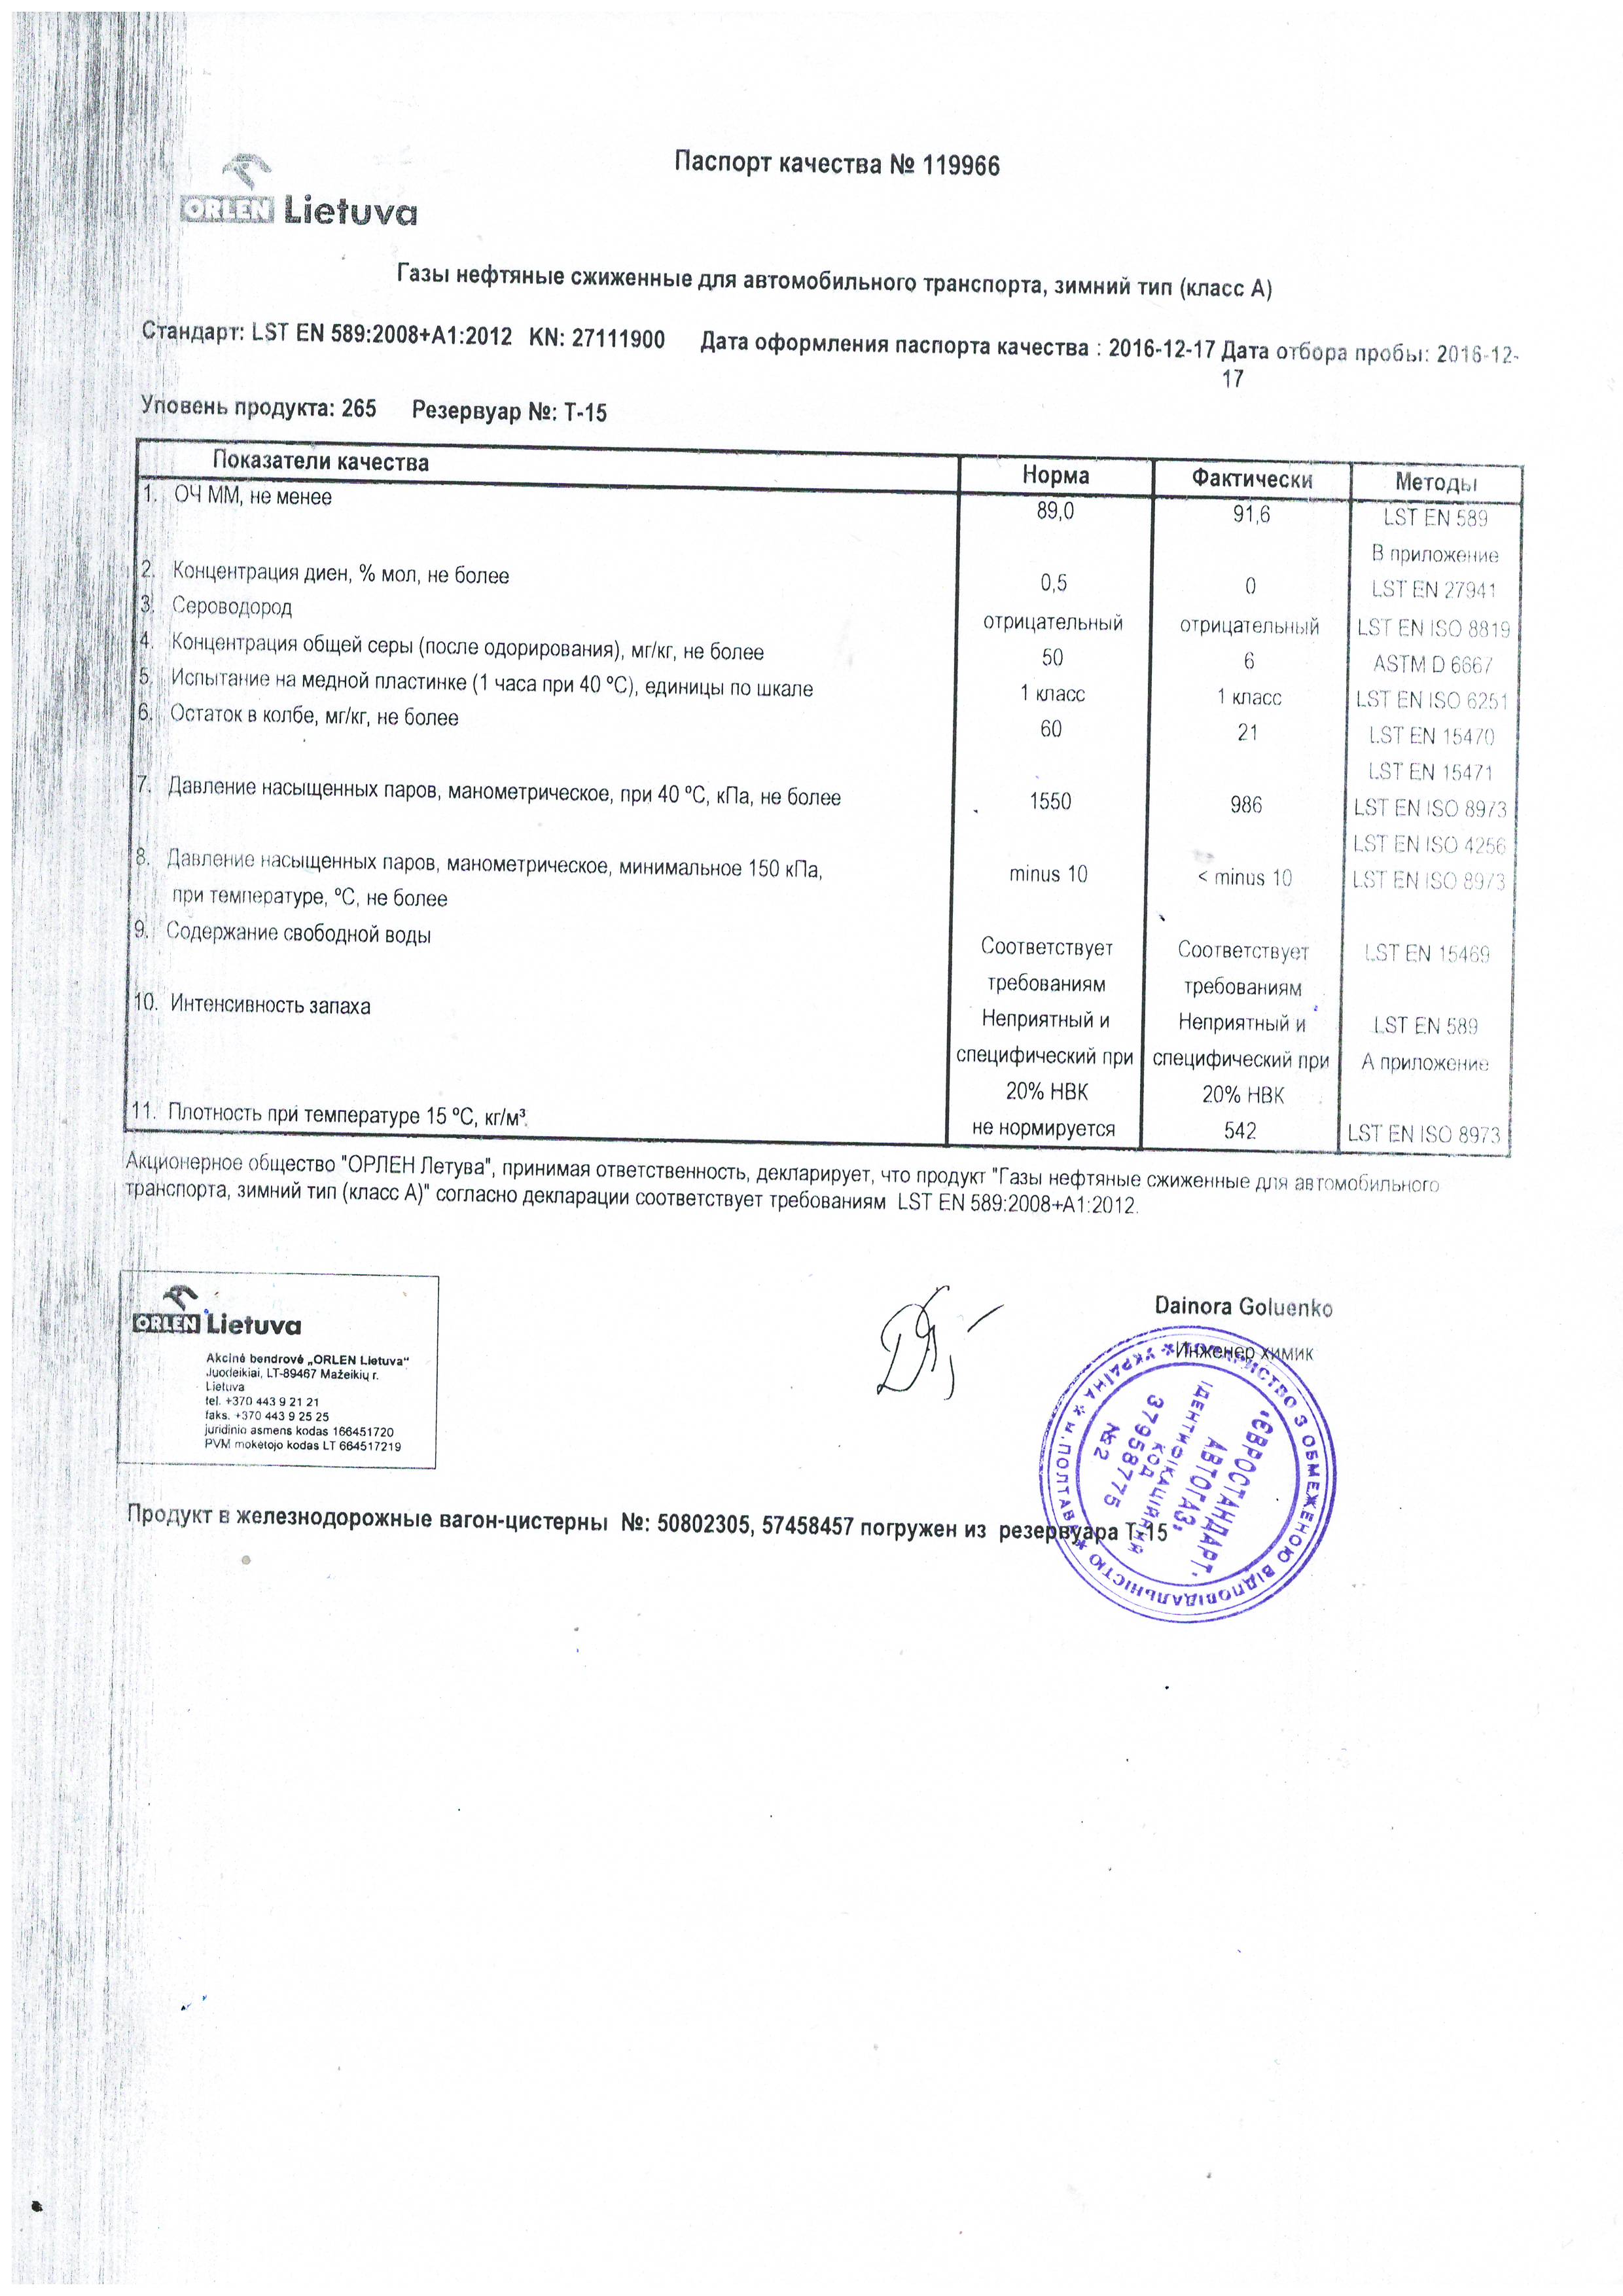 Паспорт качества № 119966
ORLEN Lietuva
Газы нефтяные сжиженные для автомобильного транспорта, зимний тип (класс А)
Стандарт: LST EN 589:2008+A1:2012 KN: 27111900 Дата оформления паспорта качества : 2016-12-17 Дата отбора пробы: 2016-12-
17
Уповень продукта: 265 Резервуар №: Т-15
Показатели качества Норма Фактически Методы
1. ОЧ ММ, не менее 89,0 91,6 LST EN 589
В приложение
2. Концентрация диен, % мол, не более 0,5 0 LST EN 27941
3. Сероводород отрицательный отрицательный LST EN ISO 8819
4. Концентрация общей серы (после одорирования), мг/кг, не более 50 6 ASTM D 6667
5. Испытание на медной пластинке (1 часа при 40 ºС), единицы по шкале 1 класс 1 класс LST EN ISO 6251
6. Остаток в колбе, мг/кг, не более 60 21 LST EN 15470
LST EN 15471
7. Давление насыщенных паров, манометрическое, при 40 ºС, кПа, не более 1550 986 LST EN ISO 8973
LST EN ISO 4256
8. Давление насыщенных паров, манометрическое, минимальное 150 кПа, minus 10 < minus 10 LST EN ISO 8973
при температуре, ºС, не более
9. Содержание свободной воды Соответствует Соответствует LST EN 15469
требованиям требованиям
10. Интенсивность запаха Неприятный и Неприятный и LST EN 589
специфический при специфический при А приложение
20% НВК 20% НВК
11. Плотность при температуре 15 ºС, кг/м³. не нормируется 542 LST EN ISO 8973
Акционерное общество "ОРЛЕН Летува", принимая ответственность, декларирует, что продукт "Газы нефтяные сжиженные для автомобильного
транспорта, зимний тип (класс А)" согласно декларации соответствует требованиям LST EN 589:2008+A1:2012.
ORLEN Lietuva
Akcinė bendrovė „ORLEN Lietuva“
Juodeikiai, LT-89467 Mažeikių r.
Lietuva
tel. +370 443 9 21 21
faks. +370 443 9 25 25
juridinio asmens kodas 166451720
PVM mokėtojo kodas LT 664517219
Dainora Goluenko
Инженер химик
УКРАЇНА * ТОВАРИСТВО З ОБМЕЖЕНОЮ ВІДПОВІДАЛЬНІСТЮ * м.ПОЛТАВА *
«ЄВРОСТАНДАРТ-
АВТОГАЗ»
ІДЕНТИФІКАЦІЙНИЙ
КОД
37958775
№2
Продукт в железнодорожные вагон-цистерны №: 50802305, 57458457 погружен из резервуара Т-15